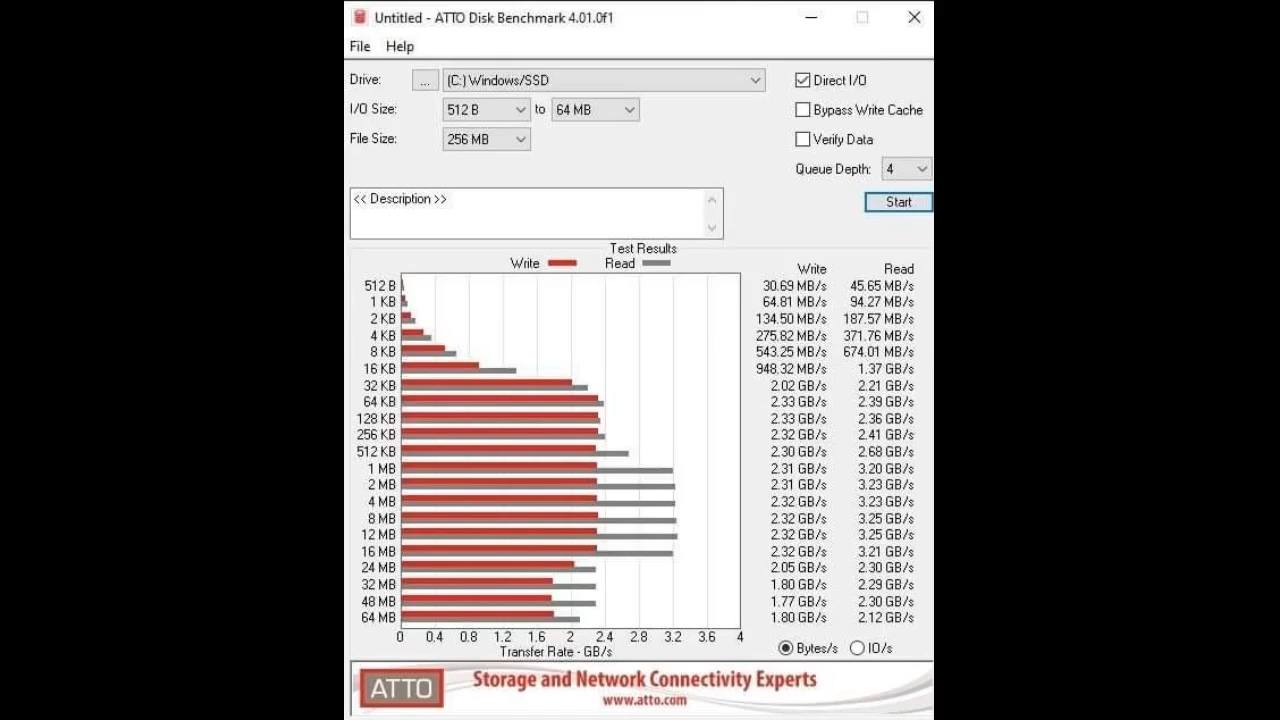 Untitled - ATTO Disk Benchmark 4.01.0f1
File Help
Drive: ... (C:) Windows/SSD Direct I/O
I/O Size: 512 B to 64 MB Bypass Write Cache
File Size: 256 MB Verify Data
Queue Depth: 4
<< Description >> Start
Test Results
Write Read Write Read
512 B 30.69 MB/s 45.65 MB/s
1 KB 64.81 MB/s 94.27 MB/s
2 KB 134.50 MB/s 187.57 MB/s
4 KB 275.82 MB/s 371.76 MB/s
8 KB 543.25 MB/s 674.01 MB/s
16 KB 948.32 MB/s 1.37 GB/s
32 KB 2.02 GB/s 2.21 GB/s
64 KB 2.33 GB/s 2.39 GB/s
128 KB 2.33 GB/s 2.36 GB/s
256 KB 2.32 GB/s 2.41 GB/s
512 KB 2.30 GB/s 2.68 GB/s
1 MB 2.31 GB/s 3.20 GB/s
2 MB 2.31 GB/s 3.23 GB/s
4 MB 2.32 GB/s 3.23 GB/s
8 MB 2.32 GB/s 3.25 GB/s
12 MB 2.32 GB/s 3.25 GB/s
16 MB 2.32 GB/s 3.21 GB/s
24 MB 2.05 GB/s 2.30 GB/s
32 MB 1.80 GB/s 2.29 GB/s
48 MB 1.77 GB/s 2.30 GB/s
64 MB 1.80 GB/s 2.12 GB/s
0 0.4 0.8 1.2 1.6 2 2.4 2.8 3.2 3.6 4
Transfer Rate - GB/s Bytes/s IO/s
ATTO Storage and Network Connectivity Experts
www.atto.com